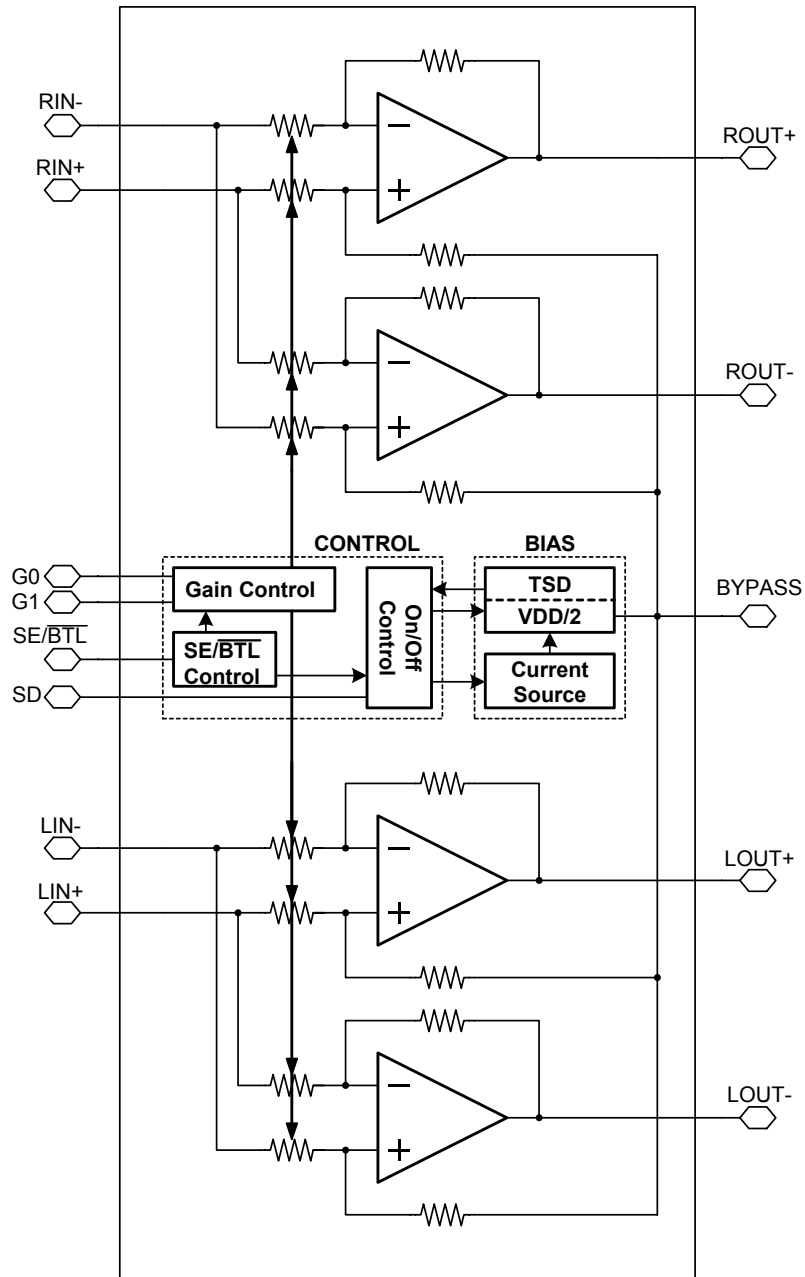 RIN-
RIN+
ROUT+
ROUT-
CONTROL
BIAS
G0
G1
SE/BTL
SD
Gain Control
SE/BTL
Control
On/Off
Control
TSD
VDD/2
Current
Source
BYPASS
LIN-
LIN+
LOUT+
LOUT-